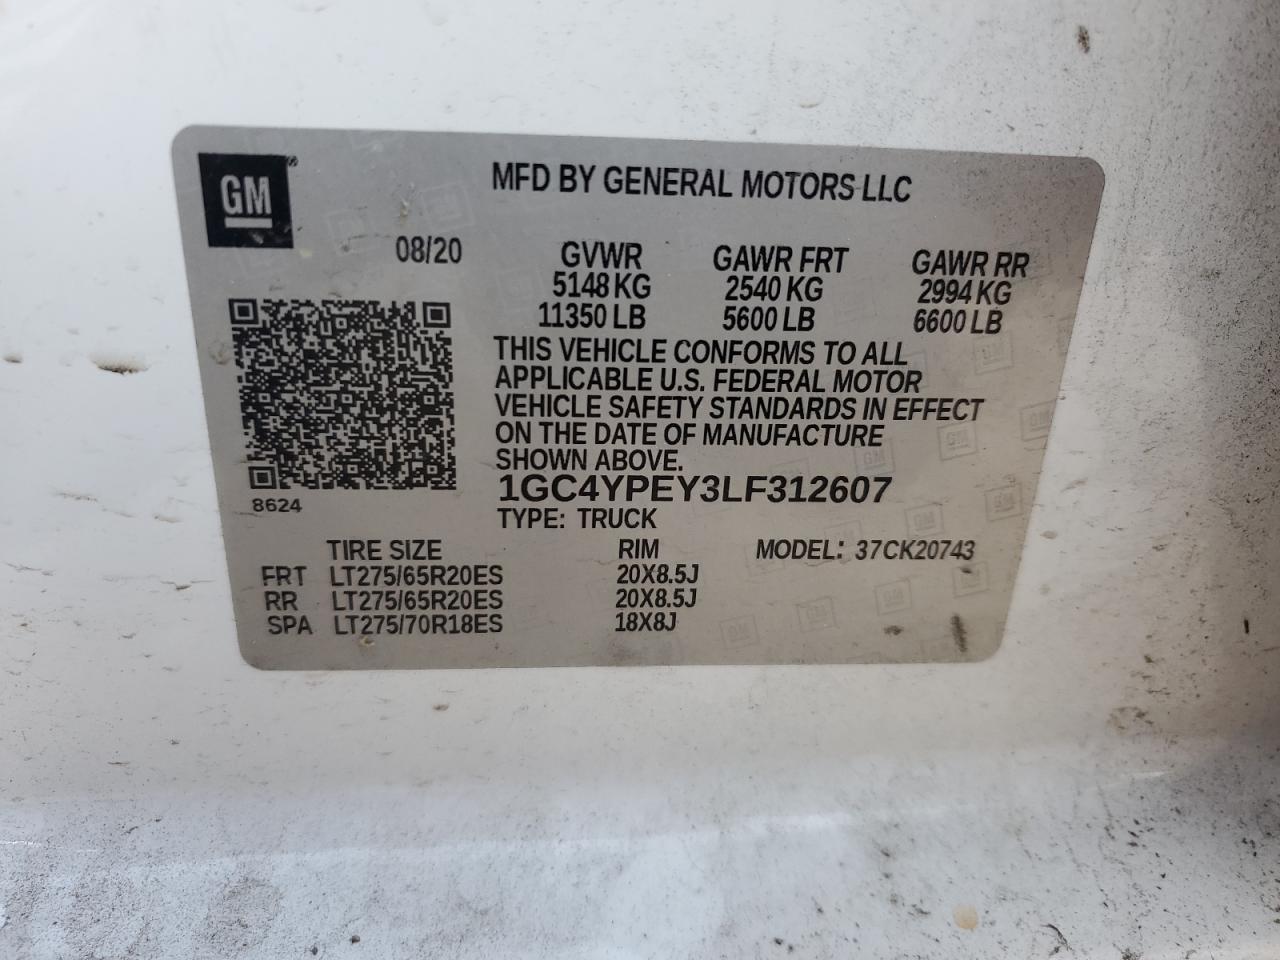 GM
MFD BY GENERAL MOTORS LLC
08/20
GVWR GAWR FRT GAWR RR
5148 KG 2540 KG 2994 KG
11350 LB 5600 LB 6600 LB
THIS VEHICLE CONFORMS TO ALL
APPLICABLE U.S. FEDERAL MOTOR
VEHICLE SAFETY STANDARDS IN EFFECT
ON THE DATE OF MANUFACTURE
SHOWN ABOVE.
1GC4YPEY3LF312607
8624
TYPE: TRUCK
TIRE SIZE RIM MODEL: 37CK20743
FRT LT275/65R20ES 20X8.5J
RR LT275/65R20ES 20X8.5J
SPA LT275/70R18ES 18X8J